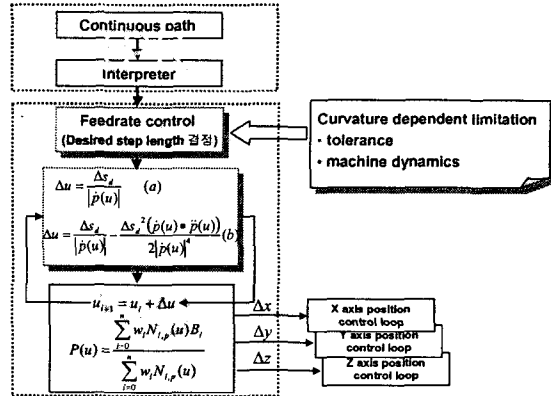 Continuous path
Interpreter
Feedrate control
(Desired step length 결정)
Curvature dependent limitation
- tolerance
• machine dynamics
Δu = Δs_d / |ṗ(u)| (a)
Δu = Δs_d / |ṗ(u)| - Δs_d²(ṗ(u)•p̈(u)) / 2|ṗ(u)|⁴ (b)
u_{i+1} = u_i + Δu
P(u) = \sum_{i=0}^{n} w_i N_{i,p}(u)B_i / \sum_{i=0}^{n} w_i N_{i,p}(u)
Δx
Δy
Δz
X axis position
control loop
Y axis position
control loop
Z axis position
control loop